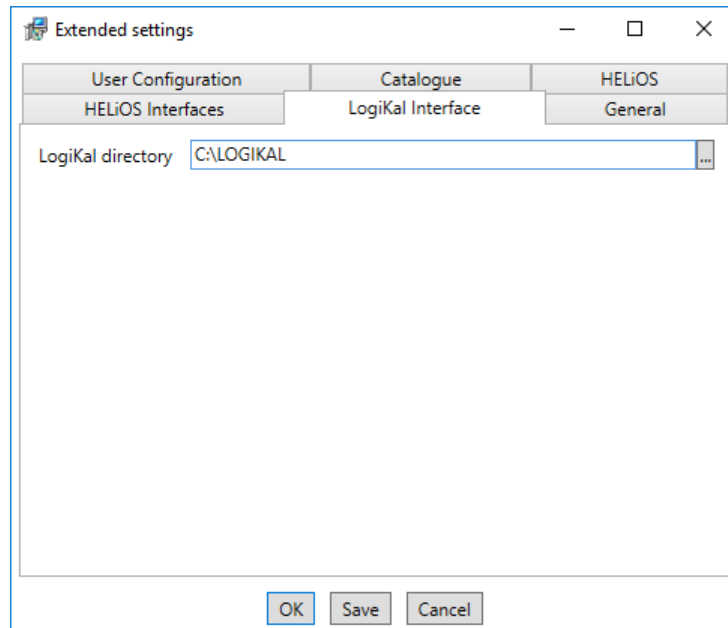 Extended settings
User Configuration Catalogue HELiOS
HELiOS Interfaces LogiKal Interface General
LogiKal directory C:\LOGIKAL ...
OK Save Cancel